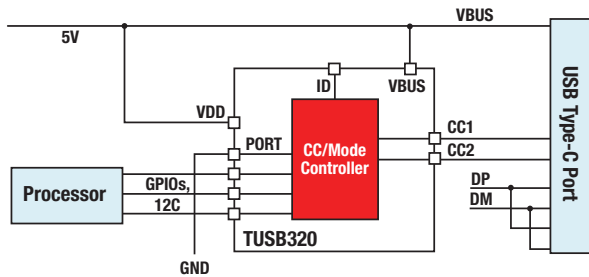 VBUS
5V
ID
VBUS
VDD
PORT
CC/Mode
Controller
CC1
CC2
USB Type-C Port
Processor
GPIOs,
12C
DP
DM
TUSB320
GND